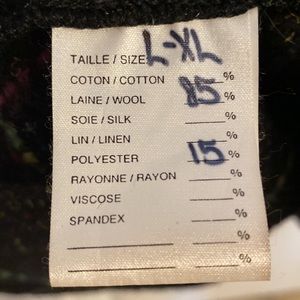 TAILLE / SIZE L-XL
COTON / COTTON %
LAINE / WOOL 85 %
SOIE / SILK %
LIN / LINEN %
POLYESTER 15 %
RAYONNE / RAYON %
VISCOSE %
SPANDEX %
%
%